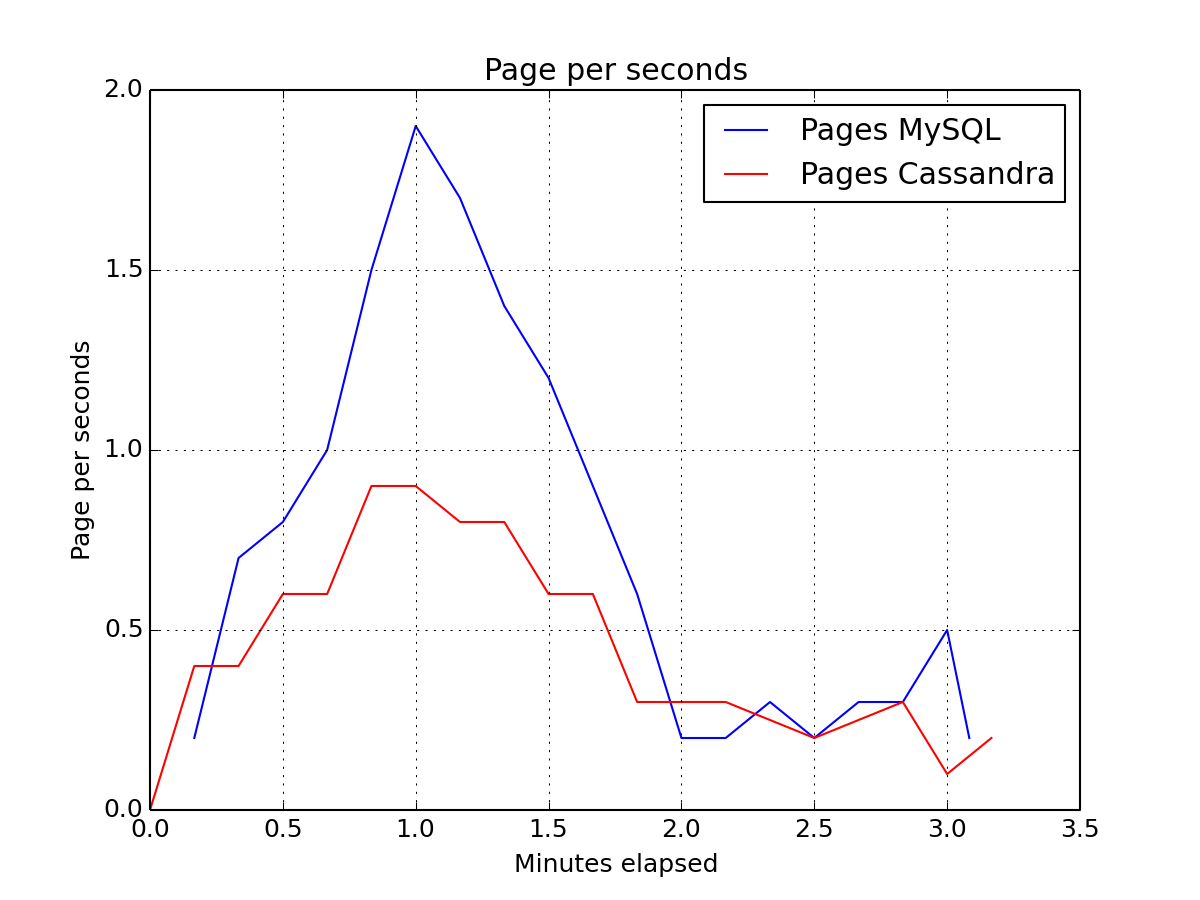 Page per seconds
Pages MySQL
Pages Cassandra
Page per seconds
2.0
1.5
1.0
0.5
0.0
0.0 0.5 1.0 1.5 2.0 2.5 3.0 3.5
Minutes elapsed